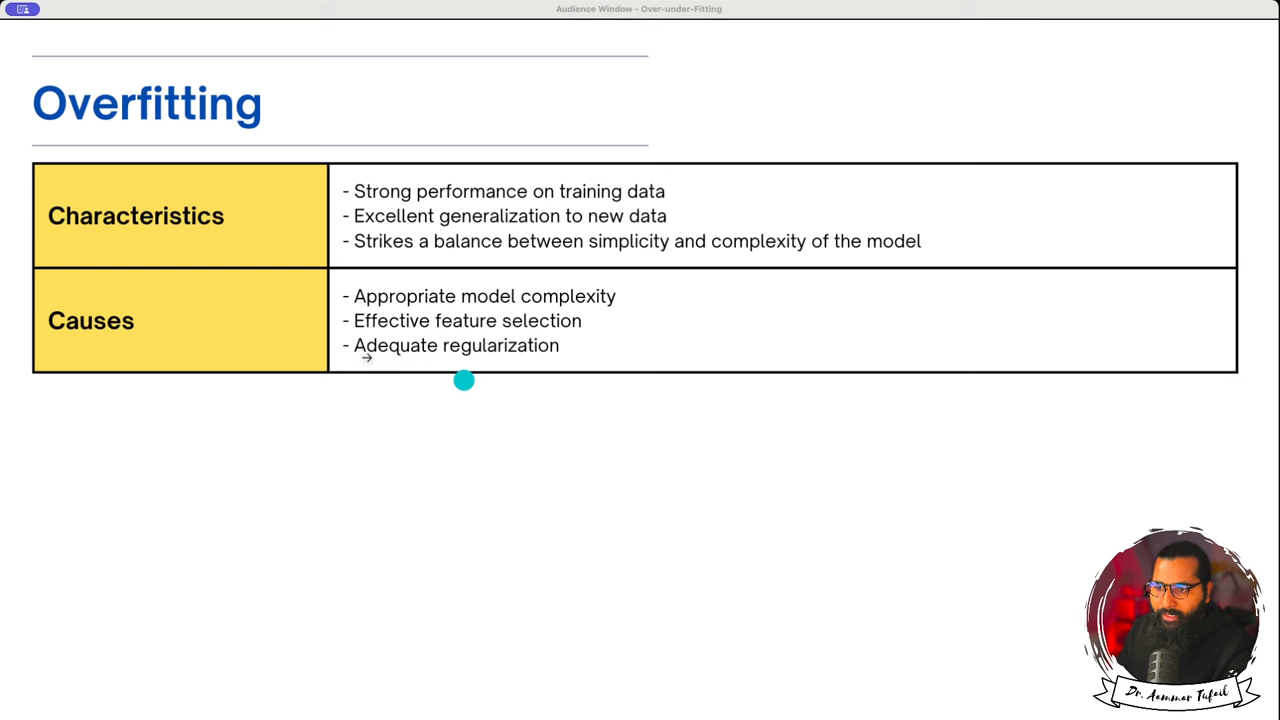 Audience Window - Over-under-Fitting
Overfitting
Characteristics
- Strong performance on training data
- Excellent generalization to new data
- Strikes a balance between simplicity and complexity of the model
Causes
- Appropriate model complexity
- Effective feature selection
- Adequate regularization
Dr. Aammar Tufail